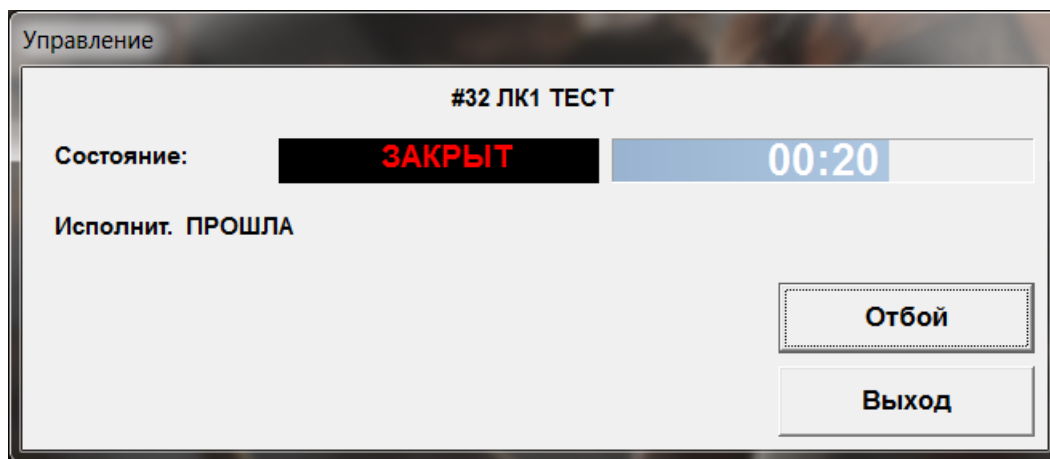 Управление
#32 ЛК1 ТЕСТ
Состояние: ЗАКРЫТ 00:20
Исполнит. ПРОШЛА
Отбой
Выход